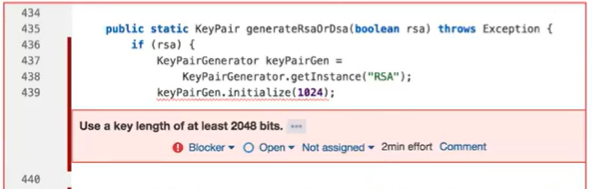 434
435 public static KeyPair generateRsaOrDsa(boolean rsa) throws Exception {
436 if (rsa) {
437 KeyPairGenerator keyPairGen =
438 KeyPairGenerator.getInstance("RSA");
439 keyPairGen.initialize(1024);
Use a key length of at least 2048 bits. ...
Blocker Open Not assigned 2min effort Comment
440